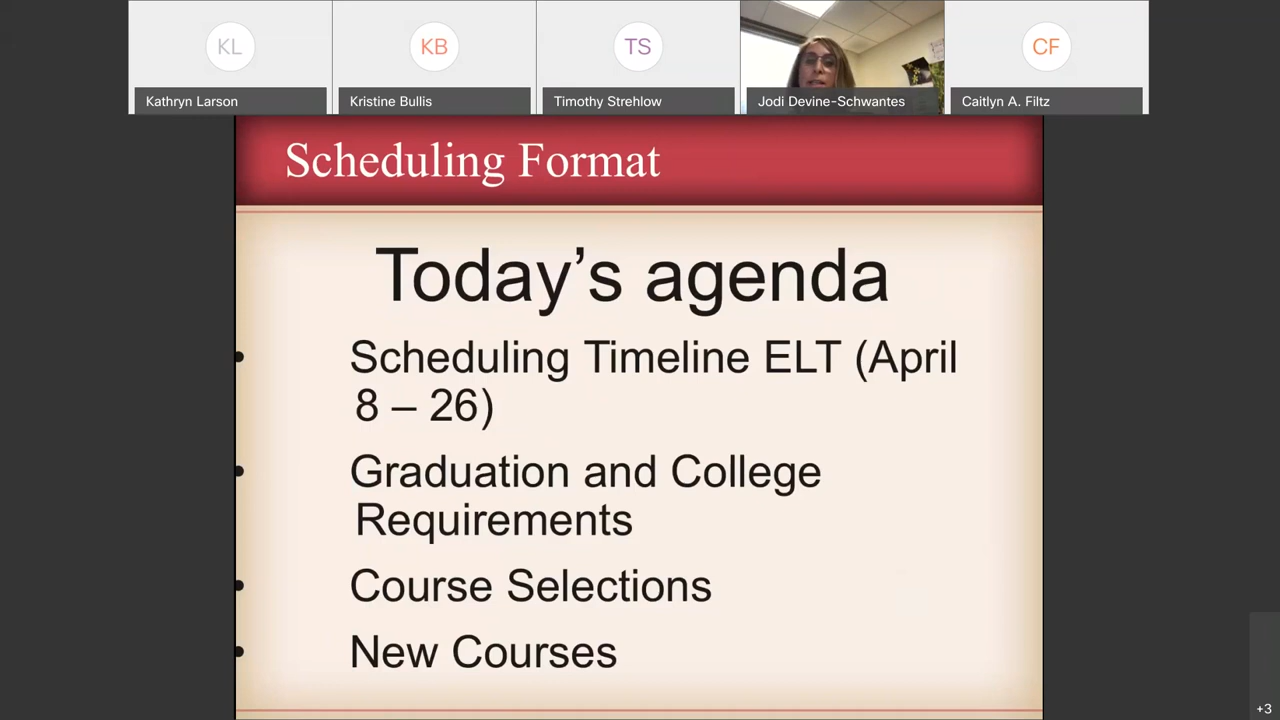 KL
KB
TS
CF
Kathryn Larson
Kristine Bullis
Timothy Strehlow
Jodi Devine-Schwantes
Caitlyn A. Filtz
Scheduling Format
Today’s agenda
• Scheduling Timeline ELT (April
8 – 26)
• Graduation and College
Requirements
• Course Selections
• New Courses
+3